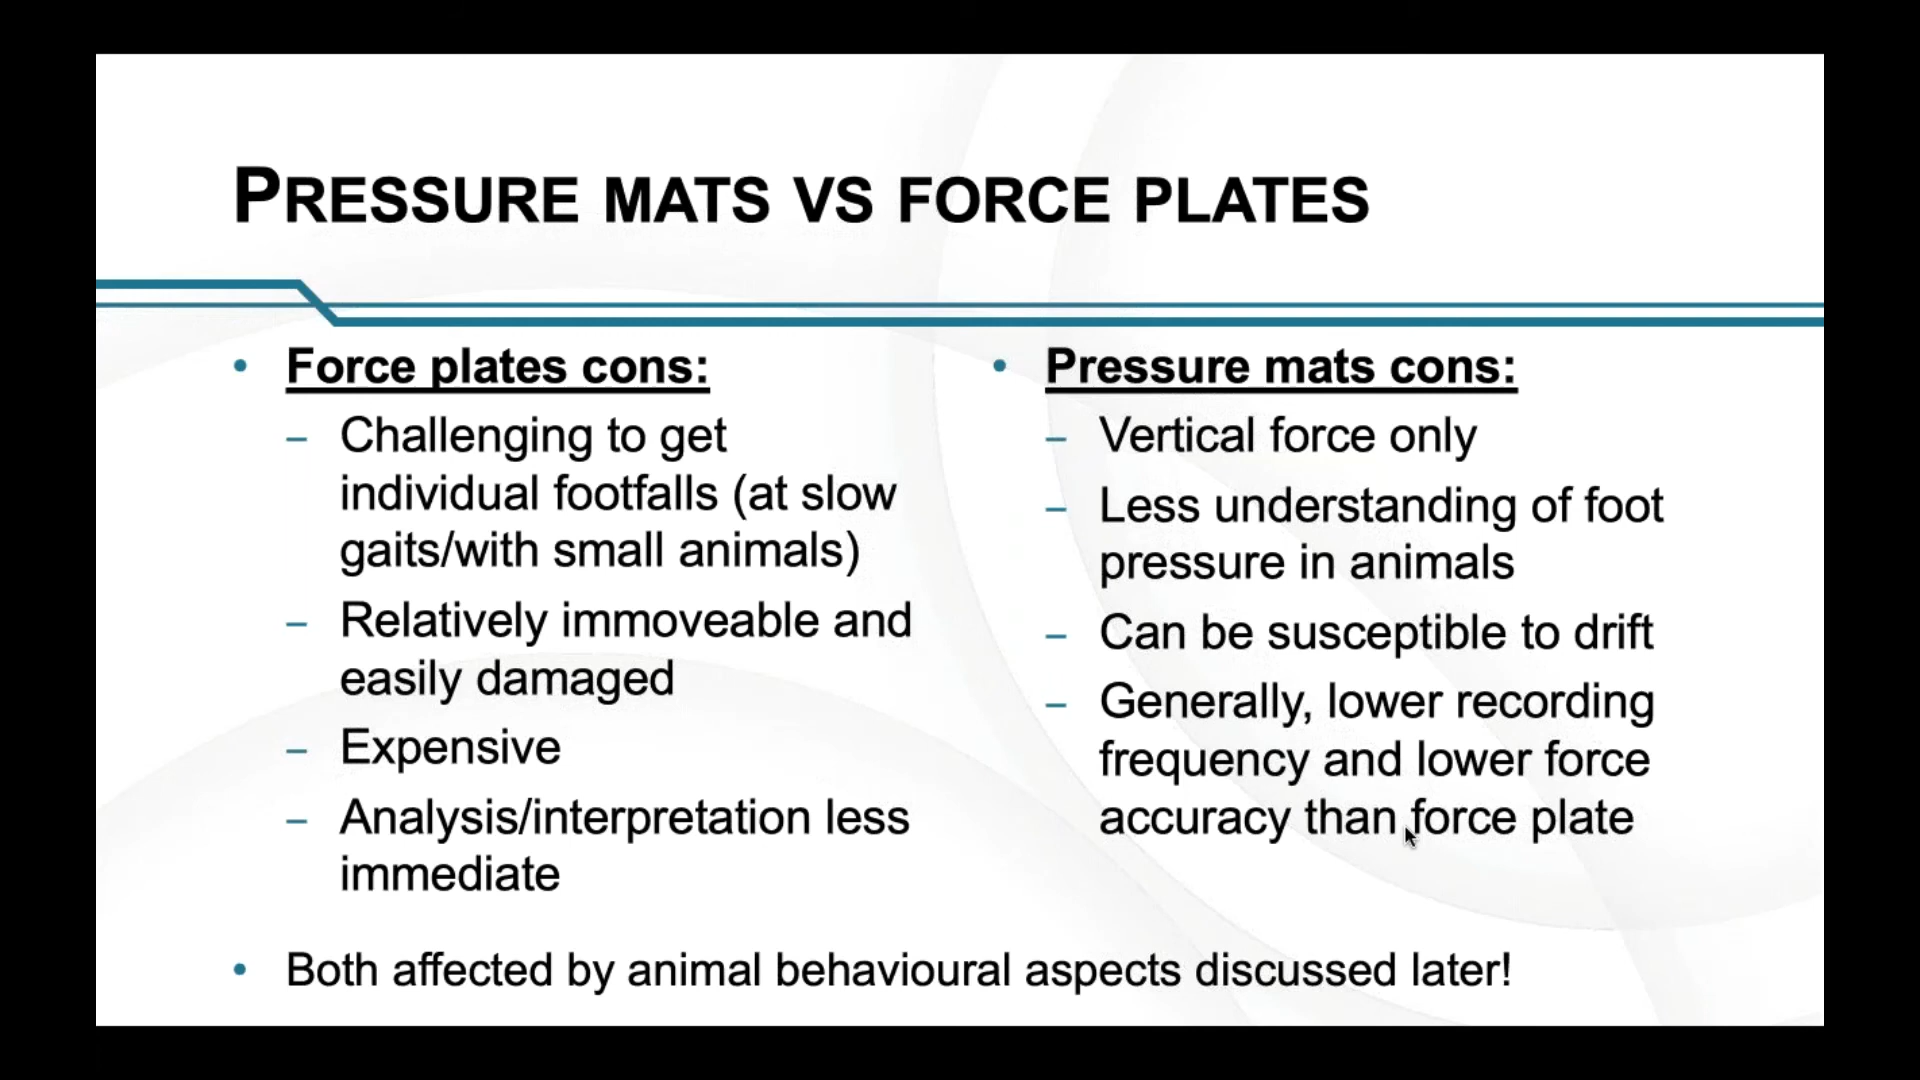 PRESSURE MATS VS FORCE PLATES
• Force plates cons:
– Challenging to get
individual footfalls (at slow
gaits/with small animals)
– Relatively immoveable and
easily damaged
– Expensive
– Analysis/interpretation less
immediate
• Pressure mats cons:
– Vertical force only
– Less understanding of foot
pressure in animals
– Can be susceptible to drift
– Generally, lower recording
frequency and lower force
accuracy than force plate
• Both affected by animal behavioural aspects discussed later!